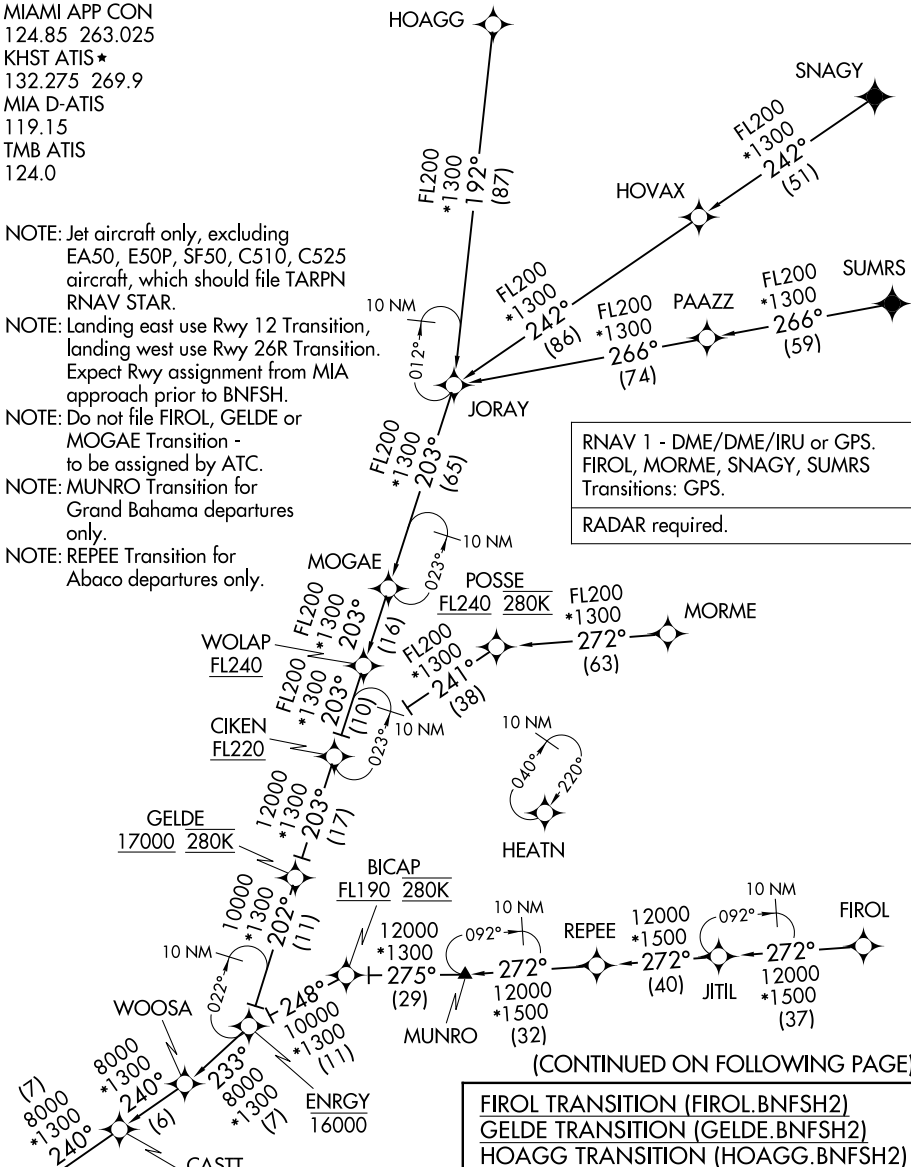 MIAMI APP CON
124.85 263.025
KHST ATIS★
132.275 269.9
MIA D-ATIS
119.15
TMB ATIS
124.0
NOTE: Jet aircraft only, excluding
EA50, E50P, SF50, C510, C525
aircraft, which should file TARPN
RNAV STAR.
NOTE: Landing east use Rwy 12 Transition,
landing west use Rwy 26R Transition.
Expect Rwy assignment from MIA
approach prior to BNFSH.
NOTE: Do not file FIROL, GELDE or
MOGAE Transition -
to be assigned by ATC.
NOTE: MUNRO Transition for
Grand Bahama departures
only.
NOTE: REPEE Transition for
Abaco departures only.
HOAGG
FL200
*1300
192°
(87)
SNAGY
FL200
*1300
242°
(51)
HOVAX
FL200
*1300
242°
(86)
SUMRS
FL200
*1300
266°
(59)
PAAZZ
FL200
*1300
266°
(74)
10 NM
012°
JORAY
FL200
*1300
203°
(65)
RNAV 1 - DME/DME/IRU or GPS.
FIROL, MORME, SNAGY, SUMRS
Transitions: GPS.
RADAR required.
10 NM
023°
MOGAE
FL200
*1300
203°
(16)
POSSE
FL240 280K
FL200
*1300
272°
(63)
MORME
FL200
*1300
241°
(38)
WOLAP
FL240
FL200
*1300
203°
(10)
10 NM
023°
CIKEN
FL220
12000
*1300
203°
(17)
10 NM
040°
220°
HEATN
GELDE
17000 280K
10000
*1300
202°
(11)
BICAP
FL190 280K
12000
*1300
275°
(29)
092°
10 NM
MUNRO
272°
12000
*1500
(32)
REPEE
12000
*1500
272°
(40)
10 NM
092°
JITIL
272°
12000
*1500
(37)
FIROL
10 NM
022°
248°
10000
*1300
(11)
ENRGY
16000
WOOSA
233°
8000
*1300
(7)
8000
*1300
240°
(6)
(7)
8000
*1300
240°
CASTT
(CONTINUED ON FOLLOWING PAGE)
FIROL TRANSITION (FIROL.BNFSH2)
GELDE TRANSITION (GELDE.BNFSH2)
HOAGG TRANSITION (HOAGG.BNFSH2)